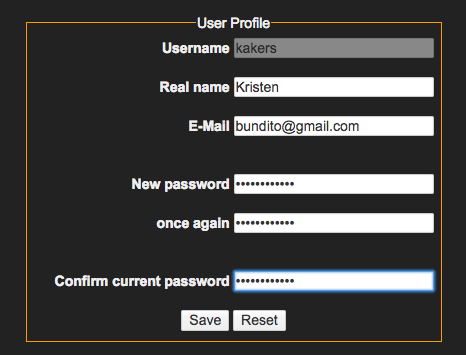 User Profile
Username kakers
Real name Kristen
E-Mail bundito@gmail.com
New password ••••••••••••
once again ••••••••••••
Confirm current password ••••••••••••
Save Reset